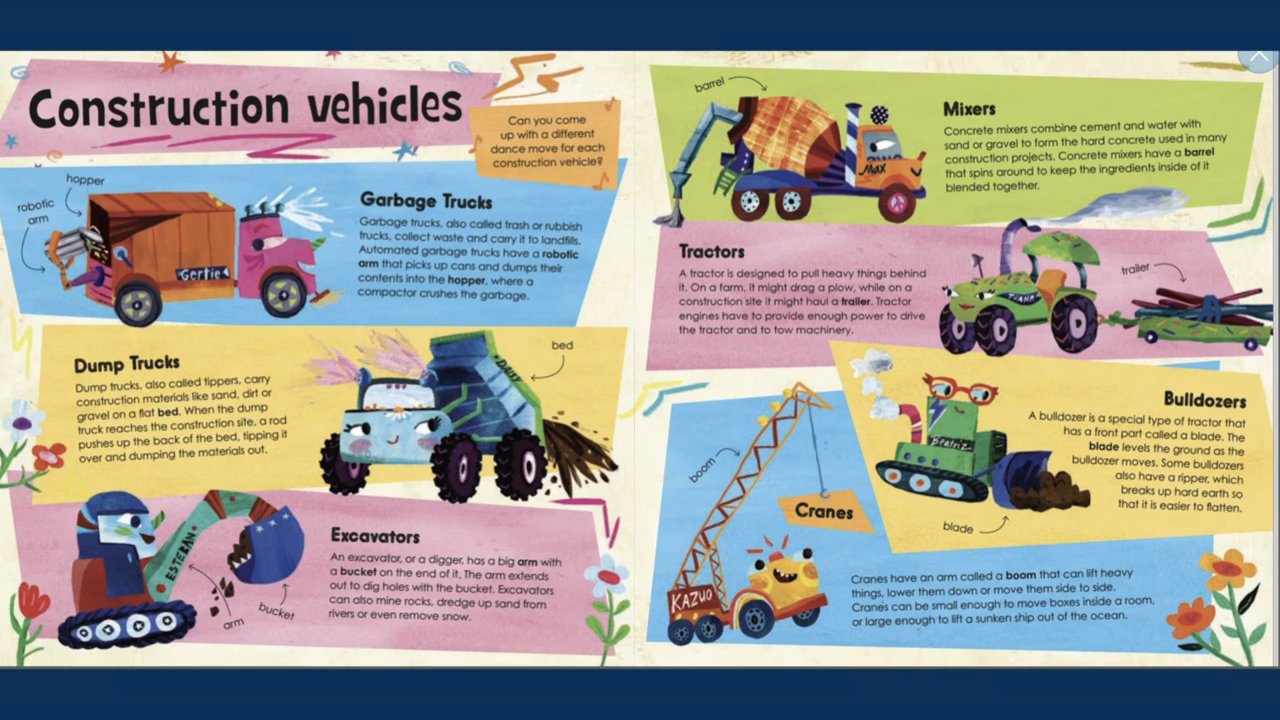 Construction vehicles
Can you come
up with a different
dance move for each
construction vehicle?
hopper
robotic
arm
Gertie
Garbage Trucks
Garbage trucks, also called trash or rubbish
trucks, collect waste and carry it to landfills.
Automated garbage trucks have a robotic
arm that picks up cans and dumps their
contents into the hopper, where a
compactor crushes the garbage.
Dump Trucks
Dump trucks, also called tippers, carry
construction materials like sand, dirt or
gravel on a flat bed. When the dump
truck reaches the construction site, a rod
pushes up the back of the bed, tipping it
over and dumping the materials out.
bed
DAISY
ESTEBAN
arm
bucket
Excavators
An excavator, or a digger, has a big arm with
a bucket on the end of it. The arm extends
out to dig holes with the bucket. Excavators
can also mine rocks, dredge up sand from
rivers or even remove snow.
barrel
Max
Mixers
Concrete mixers combine cement and water with
sand or gravel to form the hard concrete used in many
construction projects. Concrete mixers have a barrel
that spins around to keep the ingredients inside of it
blended together.
Tractors
A tractor is designed to pull heavy things behind
it. On a farm, it might drag a plow, while on a
construction site it might haul a trailer. Tractor
engines have to provide enough power to drive
the tractor and to tow machinery.
trailer
Bulldozers
A bulldozer is a special type of tractor that
has a front part called a blade. The
blade levels the ground as the
bulldozer moves. Some bulldozers
also have a ripper, which
breaks up hard earth so
that it is easier to flatten.
Beatriz
blade
boom
Cranes
KAZUO
Cranes have an arm called a boom that can lift heavy
things, lower them down or move them side to side.
Cranes can be small enough to move boxes inside a room,
or large enough to lift a sunken ship out of the ocean.